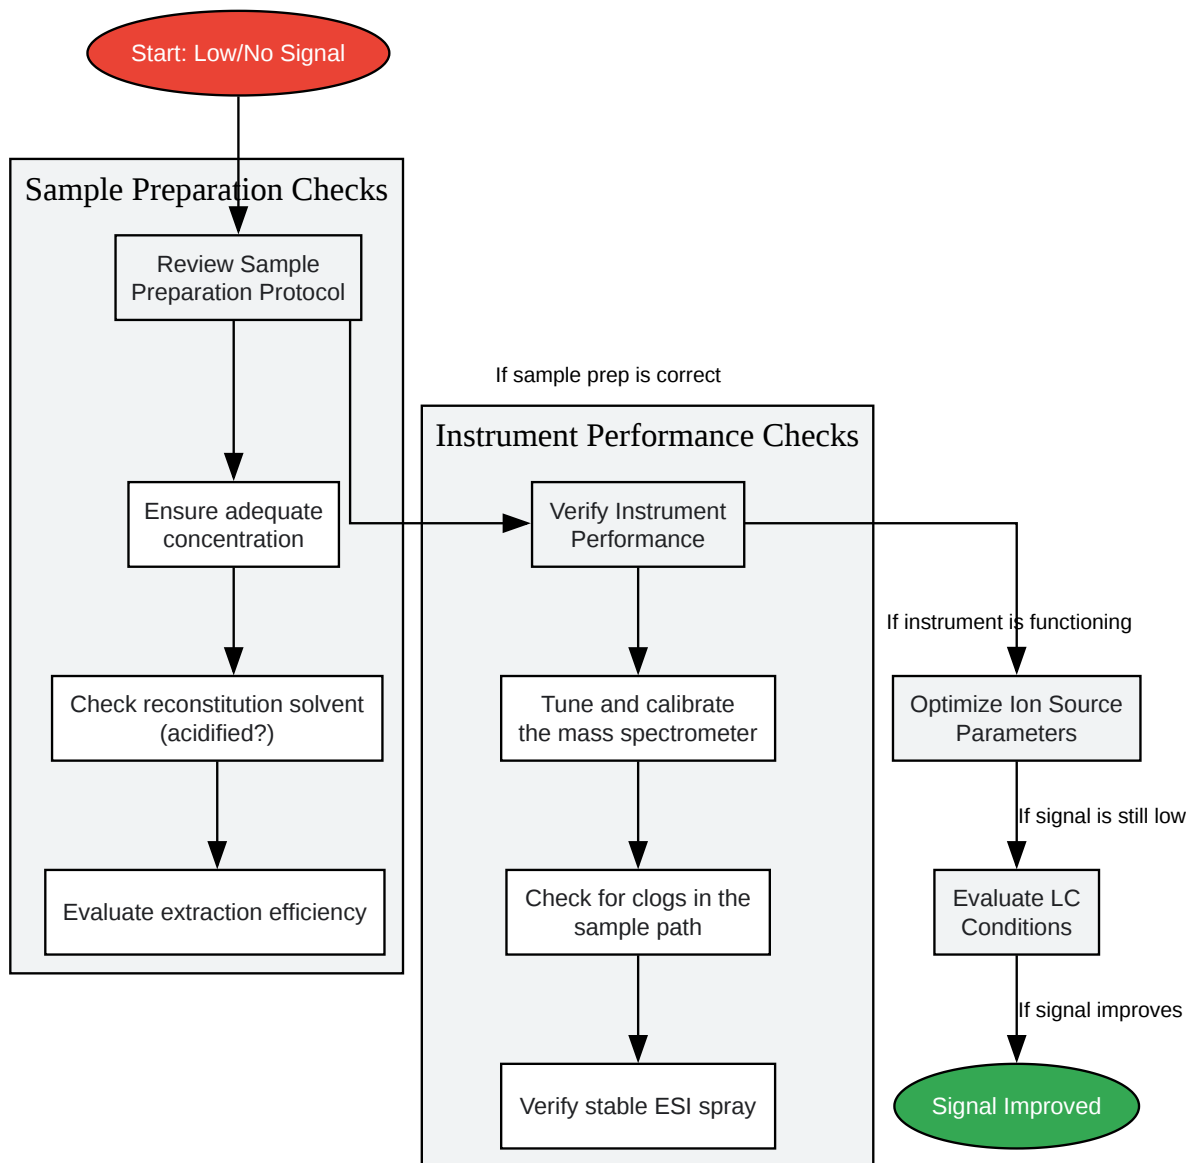 Start: Low/No Signal
Sample Preparation Checks
Review Sample
Preparation Protocol
Ensure adequate
concentration
Check reconstitution solvent
(acidified?)
Evaluate extraction efficiency
If sample prep is correct
Instrument Performance Checks
Verify Instrument
Performance
Tune and calibrate
the mass spectrometer
Check for clogs in the
sample path
Verify stable ESI spray
If instrument is functioning
Optimize Ion Source
Parameters
If signal is still low
Evaluate LC
Conditions
If signal improves
Signal Improved